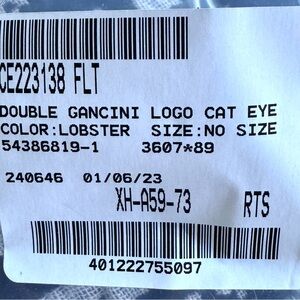 CE223138 FLT
DOUBLE GANCINI LOGO CAT EYE
COLOR:LOBSTER SIZE:NO SIZE
54386819-1 3607*89
240646 01/06/23
XH-A59-73 RTS
401222755097